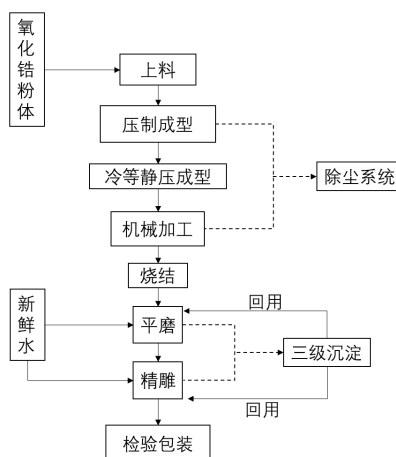 氧化锆粉体
上料
压制成型
冷等静压成型
除尘系统
机械加工
烧结
新鲜水
回用
平磨
三级沉淀
精雕
回用
检验包装